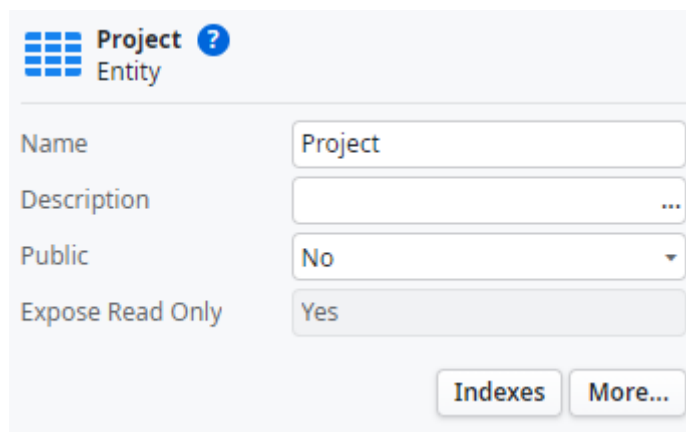 Project ?
Entity
Name Project
Description ...
Public No
Expose Read Only Yes
Indexes More...